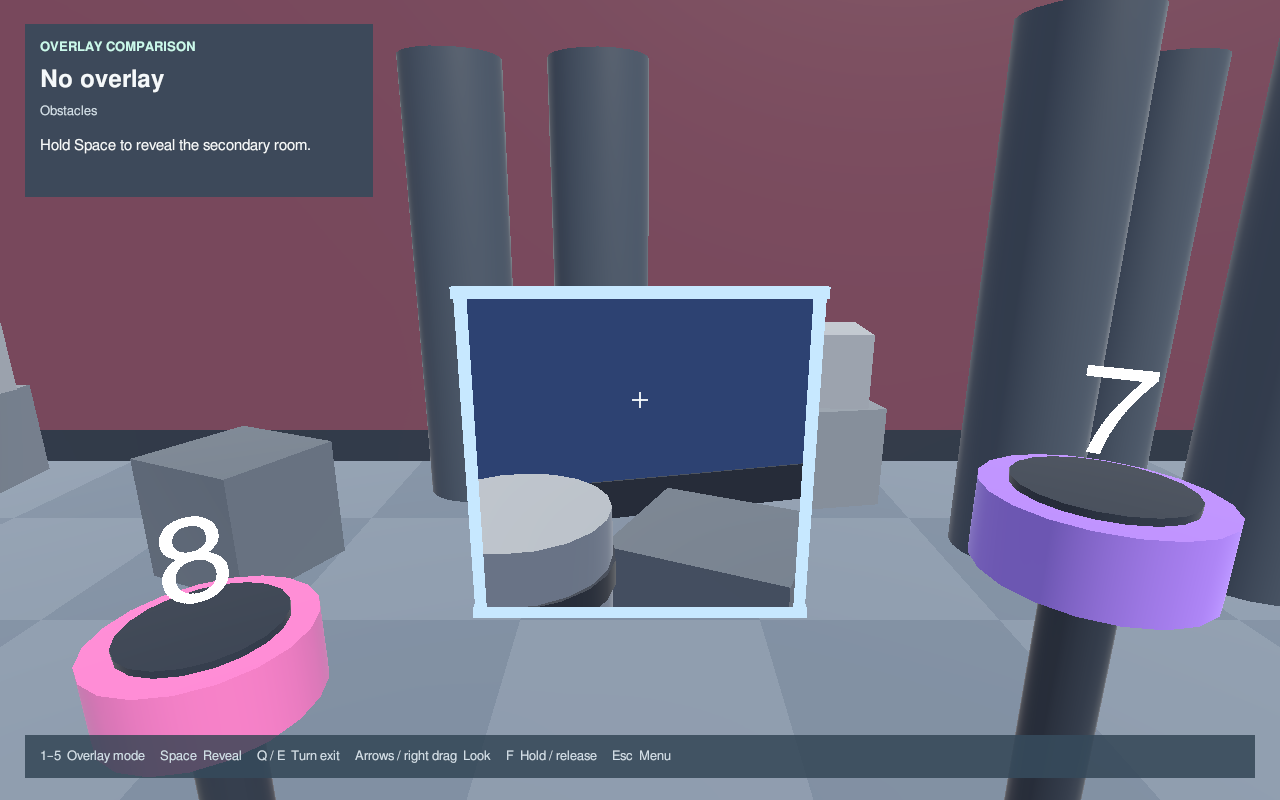 OVERLAY COMPARISON
No overlay
Obstacles
Hold Space to reveal the secondary room.
7
8
1–5 Overlay mode Space Reveal Q / E Turn exit Arrows / right drag Look F Hold / release Esc Menu